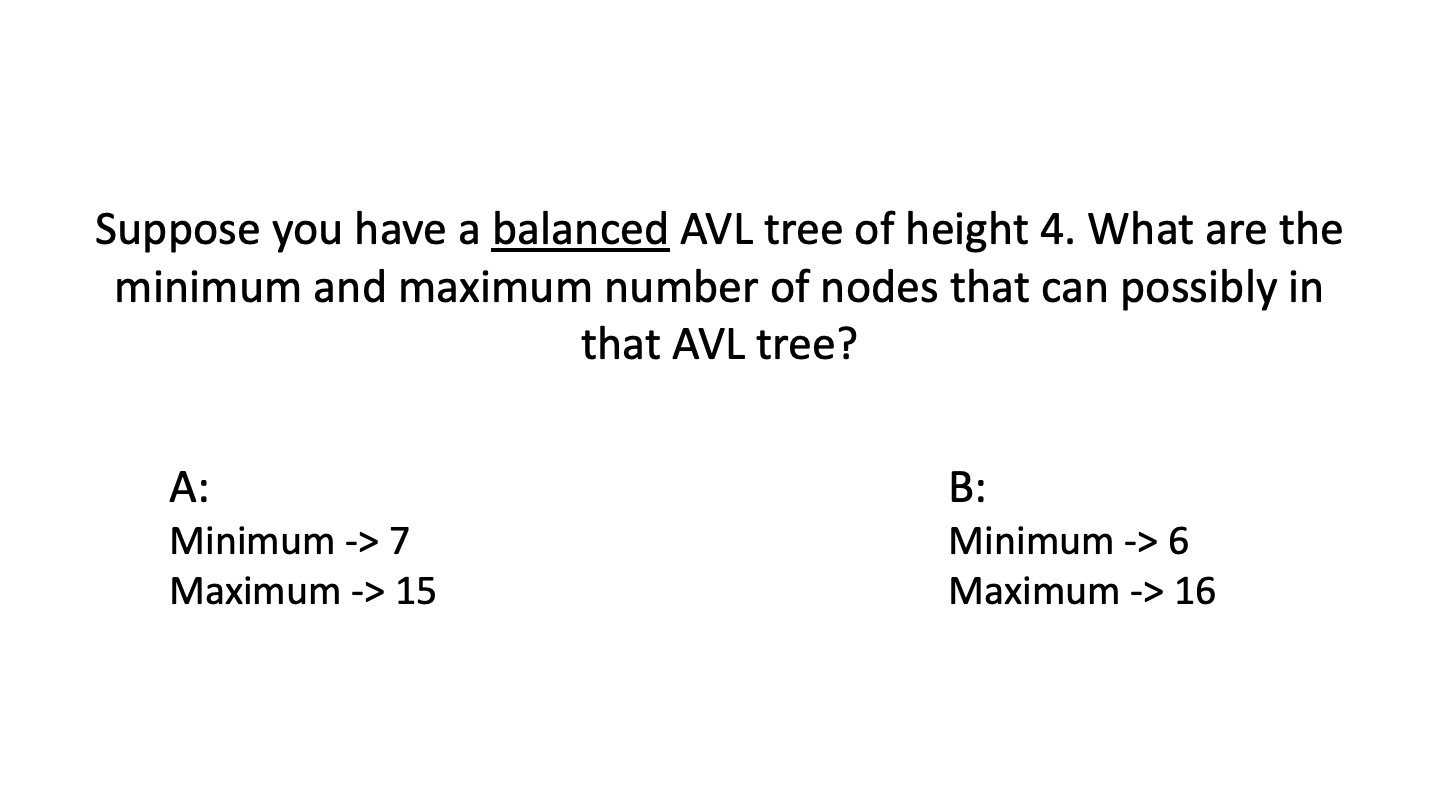 Suppose you have a balanced AVL tree of height 4. What are the
minimum and maximum number of nodes that can possibly in
that AVL tree?
A:
Minimum -> 7
Maximum -> 15
B:
Minimum -> 6
Maximum -> 16